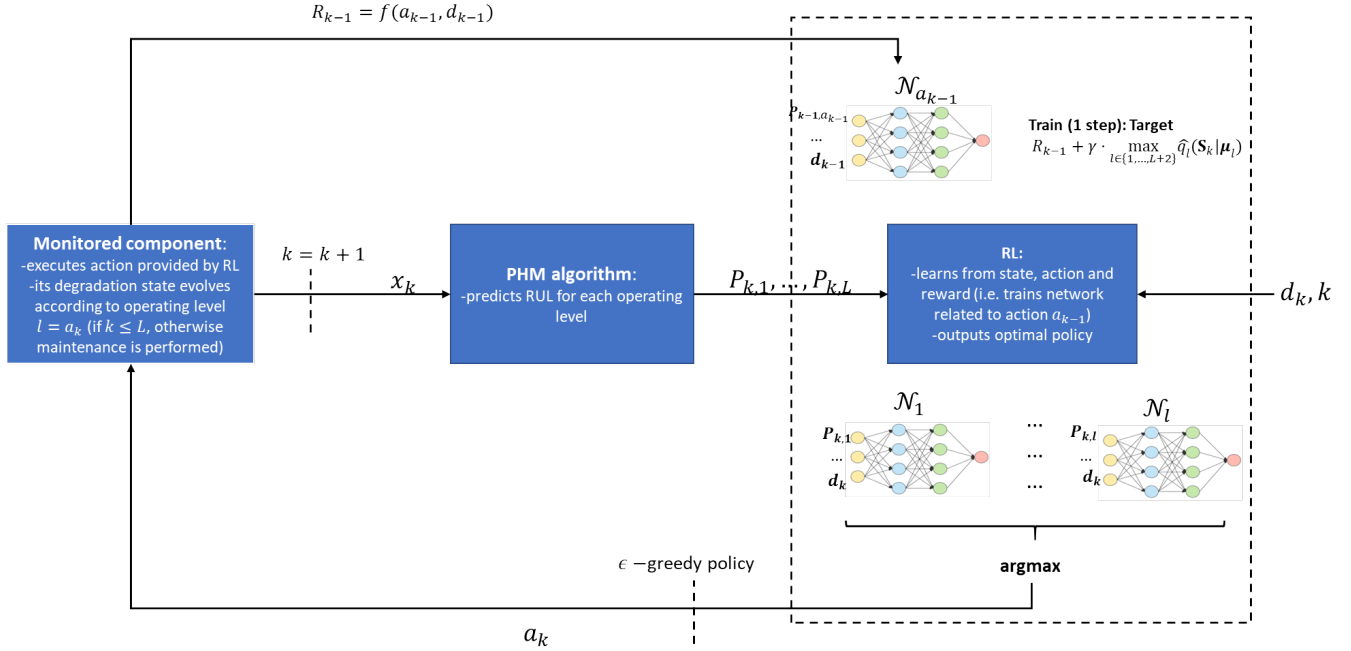 R_{k−1} = f(a_{k−1}, d_{k−1})
𝒩_{a_{k−1}}
P_{k−1,a_{k−1}}
...
d_{k−1}
Train (1 step): Target
R_{k−1} + γ · max_{l∈{1,…,L+2}} q̂_l(S_k|μ_l)
Monitored component:
-executes action provided by RL
-its degradation state evolves
according to operating level
l = a_k (if k ≤ L, otherwise
maintenance is performed)
k = k + 1
x_k
PHM algorithm:
-predicts RUL for each operating
level
P_{k,1}, … , P_{k,L}
RL:
-learns from state, action and
reward (i.e. trains network
related to action a_{k−1})
-outputs optimal policy
d_k, k
𝒩_1
P_{k,1}
...
d_k
...
...
...
...
𝒩_l
P_{k,l}
...
d_k
argmax
ϵ −greedy policy
a_k